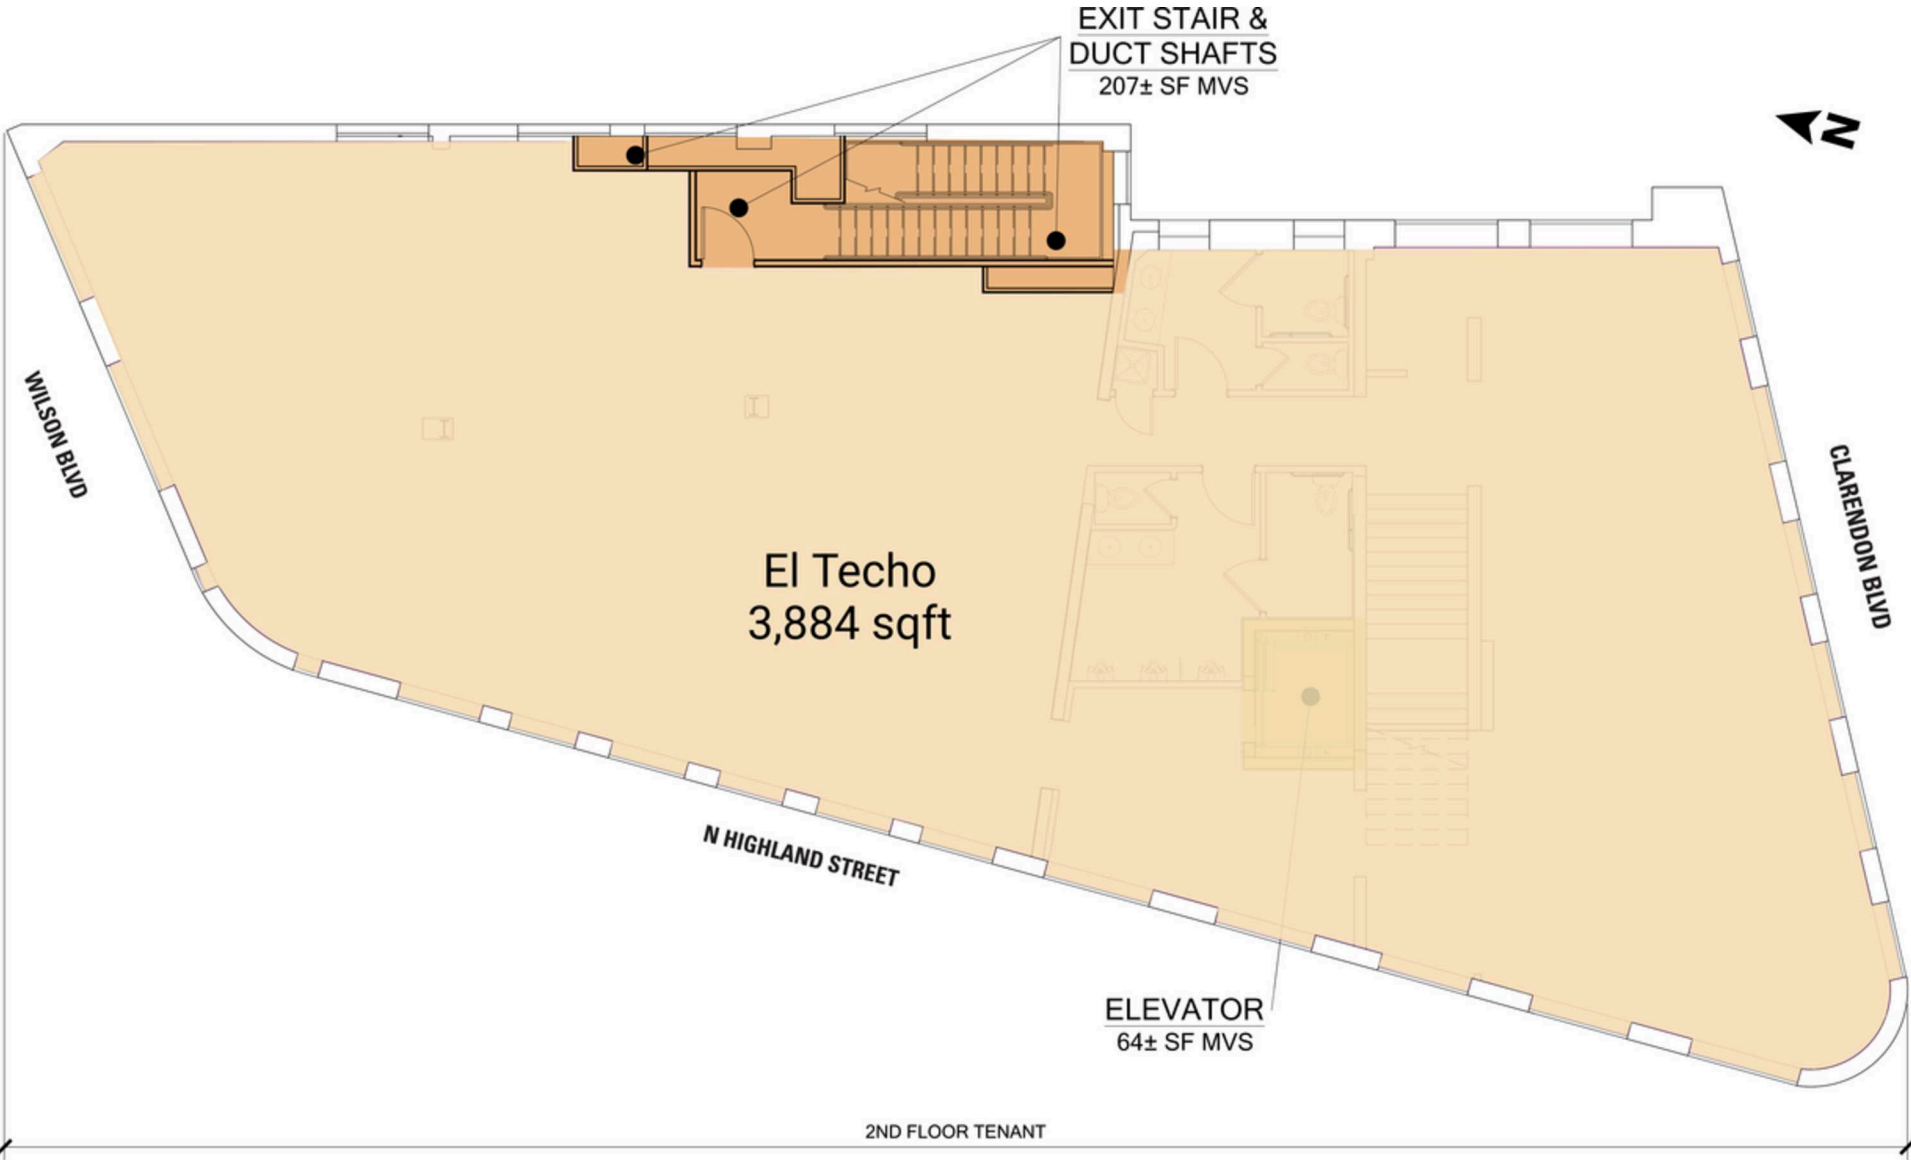 EXIT STAIR &
DUCT SHAFTS
207± SF MVS
N
WILSON BLVD
CLARENDON BLVD
El Techo
3,884 sqft
N HIGHLAND STREET
ELEVATOR
64± SF MVS
2ND FLOOR TENANT